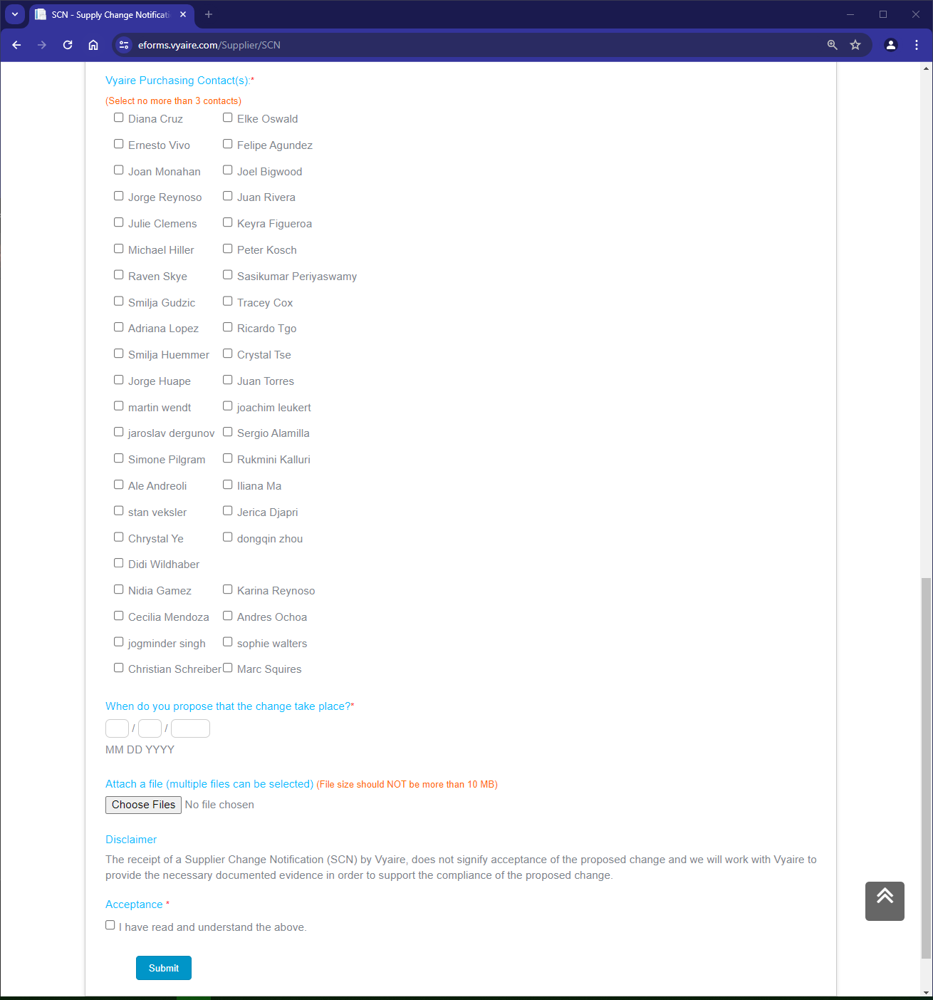 SCN - Supply Change Notificati
eforms.vyaire.com/Supplier/SCN
Vyaire Purchasing Contact(s):*
(Select no more than 3 contacts)
Diana Cruz Elke Oswald
Ernesto Vivo Felipe Agundez
Joan Monahan Joel Bigwood
Jorge Reynoso Juan Rivera
Julie Clemens Keyra Figueroa
Michael Hiller Peter Kosch
Raven Skye Sasikumar Periyaswamy
Smilja Gudzic Tracey Cox
Adriana Lopez Ricardo Tgo
Smilja Huemmer Crystal Tse
Jorge Huape Juan Torres
martin wendt joachim leukert
jaroslav dergunov Sergio Alamilla
Simone Pilgram Rukmini Kalluri
Ale Andreoli Iliana Ma
stan veksler Jerica Djapri
Chrystal Ye dongqin zhou
Didi Wildhaber
Nidia Gamez Karina Reynoso
Cecilia Mendoza Andres Ochoa
jogminder singh sophie walters
Christian Schreiber Marc Squires
When do you propose that the change take place?*
/ /
MM DD YYYY
Attach a file (multiple files can be selected) (File size should NOT be more than 10 MB)
Choose Files No file chosen
Disclaimer
The receipt of a Supplier Change Notification (SCN) by Vyaire, does not signify acceptance of the proposed change and we will work with Vyaire to
provide the necessary documented evidence in order to support the compliance of the proposed change.
Acceptance *
I have read and understand the above.
Submit